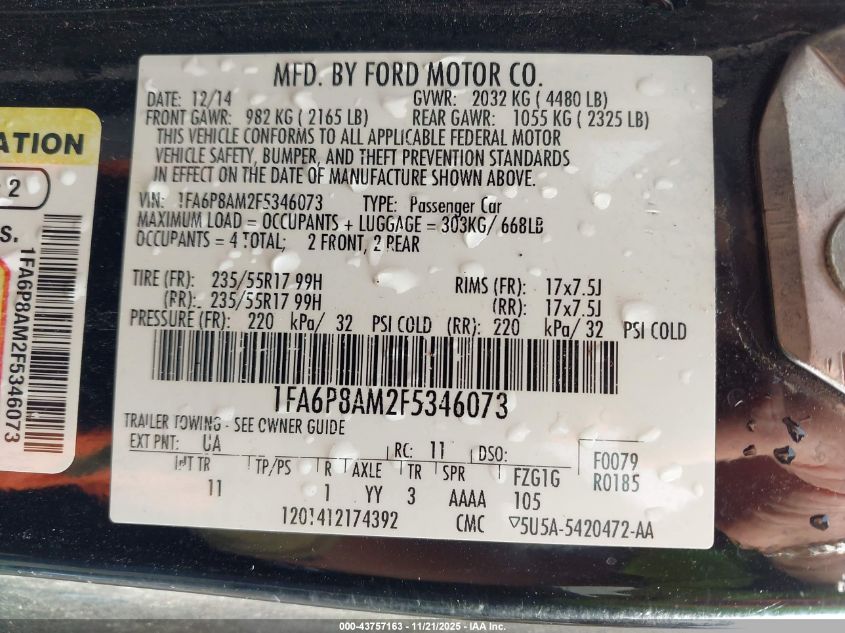 MFD. BY FORD MOTOR CO.
DATE: 12/14 GVWR: 2032 KG ( 4480 LB)
FRONT GAWR: 982 KG ( 2165 LB) REAR GAWR: 1055 KG ( 2325 LB)
THIS VEHICLE CONFORMS TO ALL APPLICABLE FEDERAL MOTOR
VEHICLE SAFETY, BUMPER, AND THEFT PREVENTION STANDARDS
IN EFFECT ON THE DATE OF MANUFACTURE SHOWN ABOVE.
VIN: 1FA6P8AM2F5346073 TYPE: Passenger Car
MAXIMUM LOAD = OCCUPANTS + LUGGAGE = 303KG/ 668LB
OCCUPANTS = 4 TOTAL; 2 FRONT, 2 REAR
TIRE (FR): 235/55R17 99H RIMS (FR): 17x7.5J
(RR): 235/55R17 99H (RR): 17x7.5J
PRESSURE (FR): 220 kPa/ 32 PSI COLD (RR): 220 kPa/ 32 PSI COLD
1FA6P8AM2F5346073
TRAILER TOWING - SEE OWNER GUIDE
EXT PNT: UA RC: 11 DSO: F0079
INT TR TP/PS R AXLE TR SPR FZG1G R0185
11 1 YY 3 AAAA 105
1201412174392 CMC ▽5U5A-5420472-AA
ATION
2
S.
1FA6P8AM2F5346073
000-43757163 - 11/21/2025 - IAA Inc.